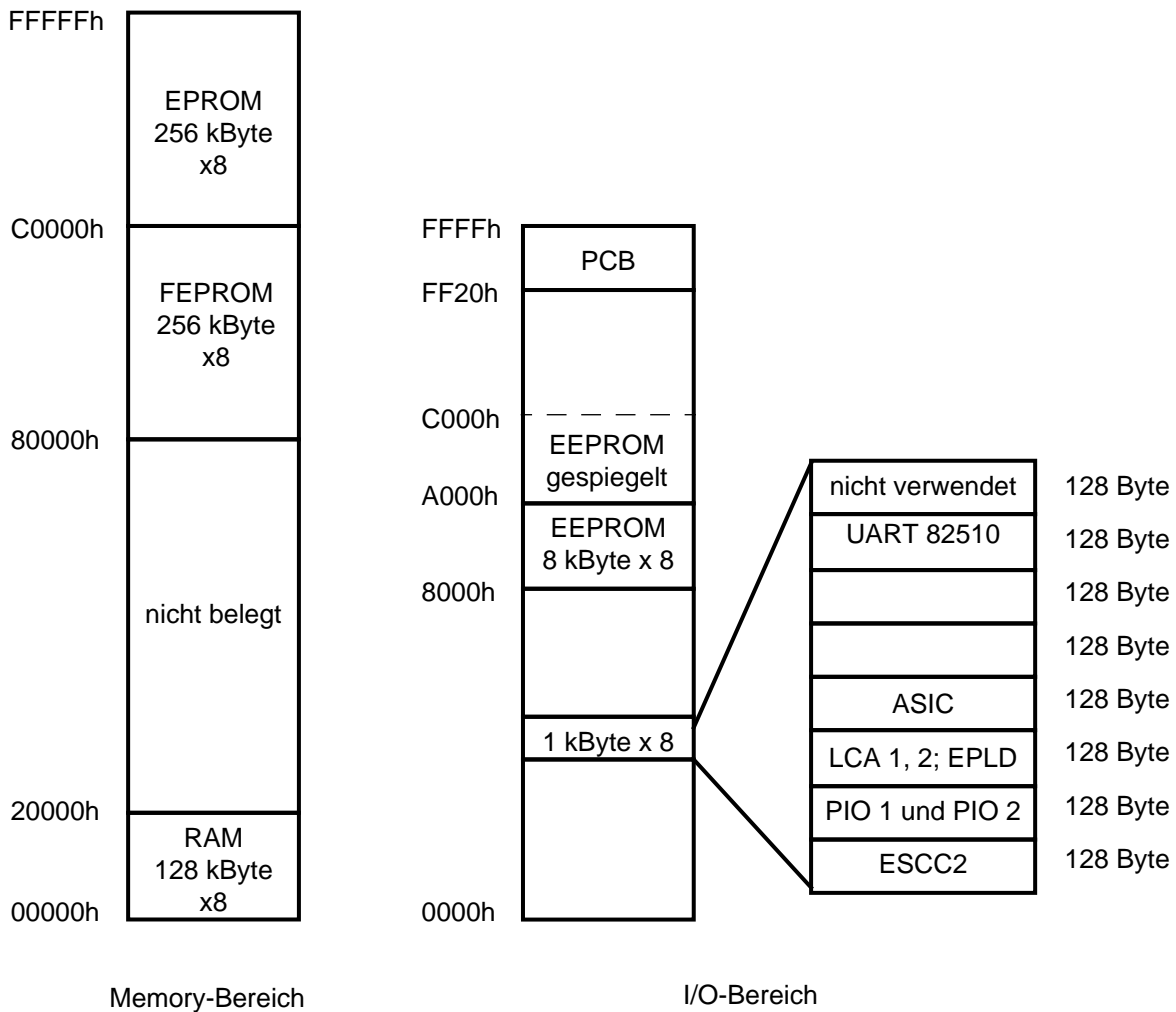 FFFFFh
EPROM
256 kByte
x8
C0000h
FEPROM
256 kByte
x8
80000h
nicht belegt
20000h
RAM
128 kByte
x8
00000h
Memory-Bereich
FFFFh
PCB
FF20h
C000h
EEPROM
gespiegelt
A000h
EEPROM
8 kByte x 8
8000h
1 kByte x 8
0000h
nicht verwendet 128 Byte
UART 82510 128 Byte
128 Byte
128 Byte
ASIC 128 Byte
LCA 1, 2; EPLD 128 Byte
PIO 1 und PIO 2 128 Byte
ESCC2 128 Byte
I/O-Bereich